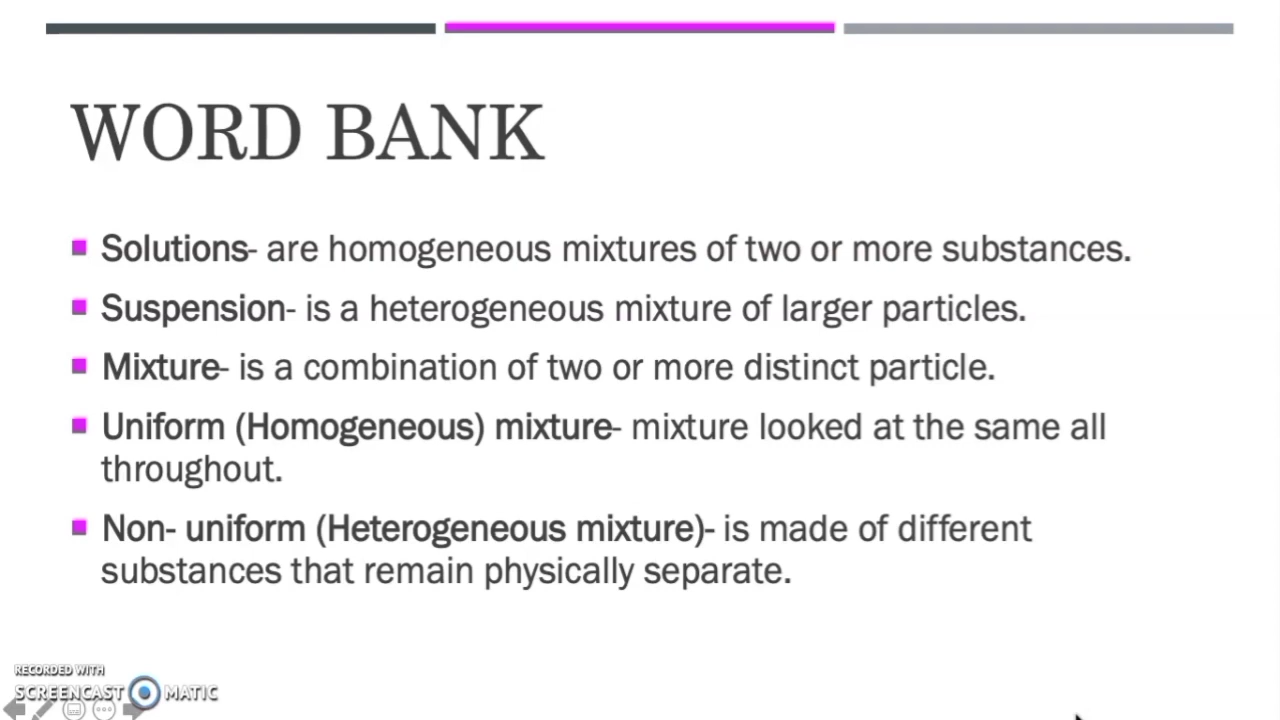 WORD BANK
Solutions- are homogeneous mixtures of two or more substances.
Suspension- is a heterogeneous mixture of larger particles.
Mixture- is a combination of two or more distinct particle.
Uniform (Homogeneous) mixture- mixture looked at the same all
throughout.
Non- uniform (Heterogeneous mixture)- is made of different
substances that remain physically separate.
RECORDED WITH
SCREENCAST MATIC